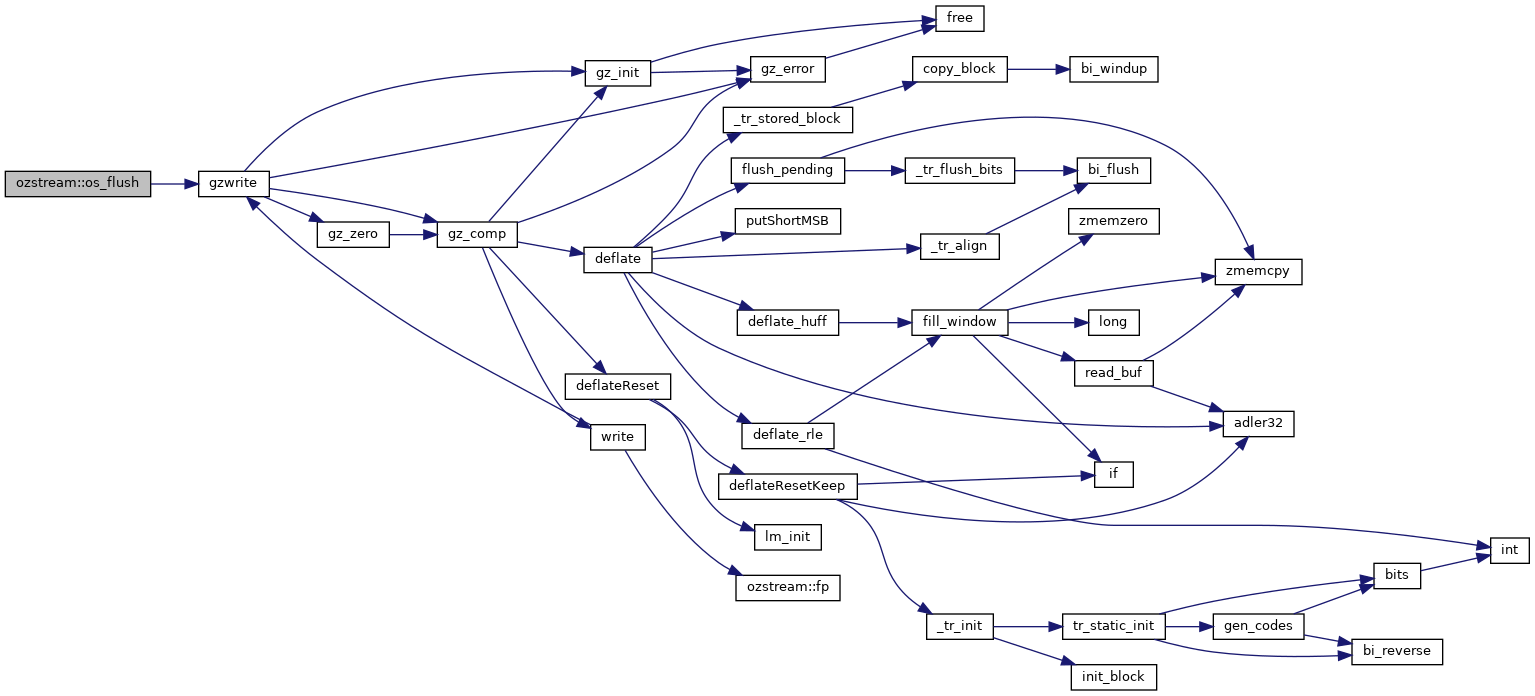 ozstream::os_flush
gzwrite
gz_init
gz_zero
gz_comp
free
gz_error
_tr_stored_block
copy_block
bi_windup
flush_pending
_tr_flush_bits
bi_flush
putShortMSB
_tr_align
zmemzero
deflate
zmemcpy
deflate_huff
fill_window
long
read_buf
deflateReset
adler32
write
deflate_rle
if
deflateResetKeep
lm_init
int
ozstream::fp
bits
_tr_init
tr_static_init
gen_codes
bi_reverse
init_block